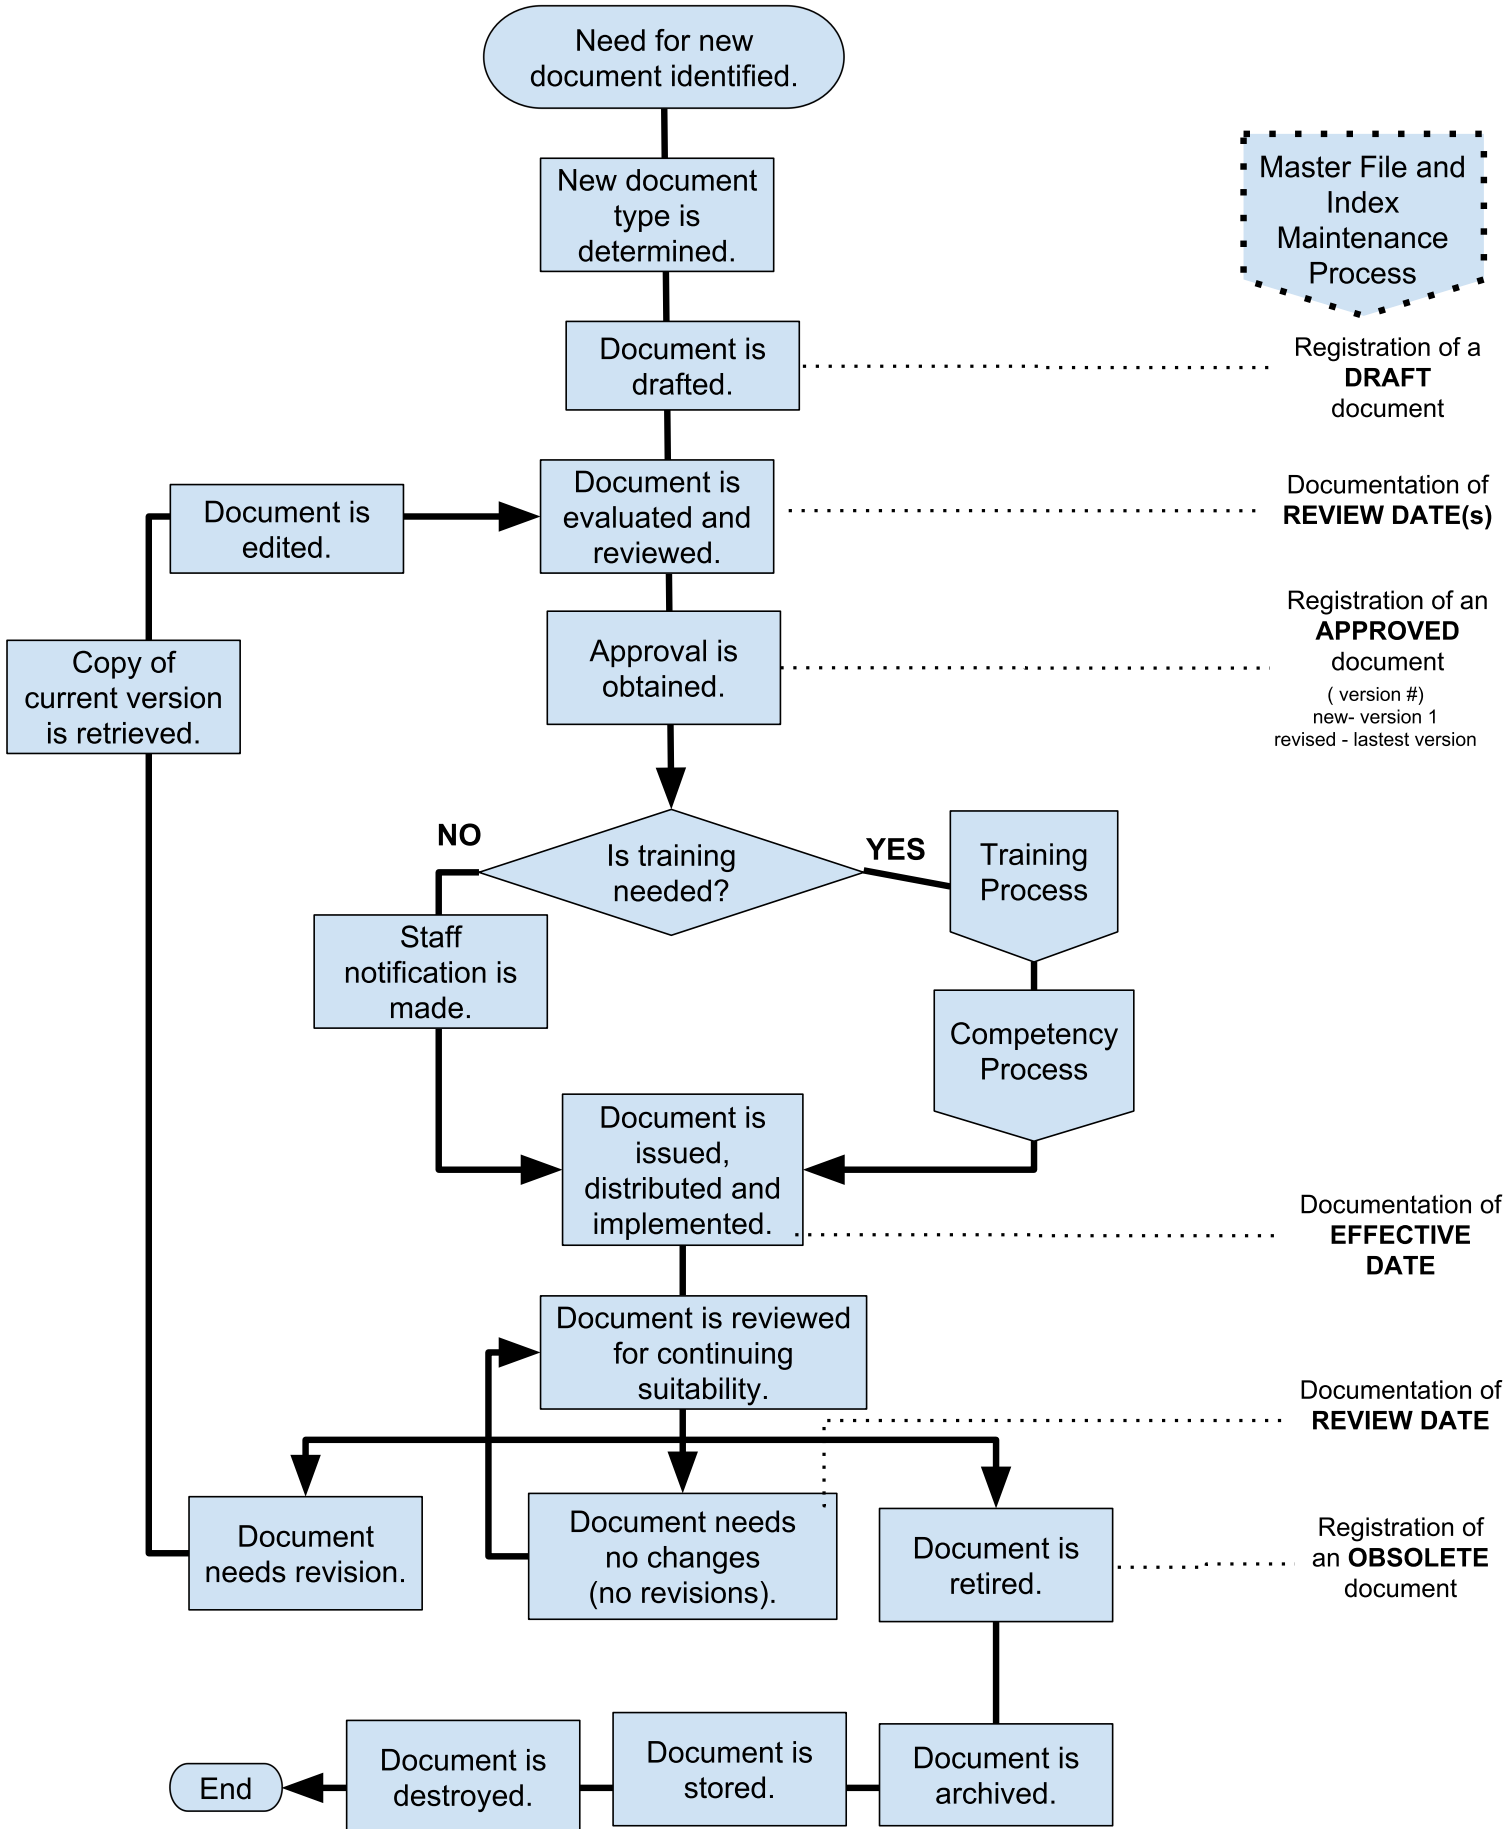 Need for new
document identified.
New document
type is
determined.
Master File and
Index
Maintenance
Process
Document is
drafted.
Registration of a
DRAFT
document
Document is
evaluated and
reviewed.
Documentation of
REVIEW DATE(s)
Document is
edited.
Copy of
current version
is retrieved.
Approval is
obtained.
Registration of an
APPROVED
document
( version #)
new- version 1
revised - lastest version
NO
Is training
needed?
YES
Training
Process
Staff
notification is
made.
Competency
Process
Document is
issued,
distributed and
implemented.
Documentation of
EFFECTIVE
DATE
Document is reviewed
for continuing
suitability.
Documentation of
REVIEW DATE
Document
needs revision.
Document needs
no changes
(no revisions).
Document is
retired.
Registration of
an OBSOLETE
document
End
Document is
destroyed.
Document is
stored.
Document is
archived.